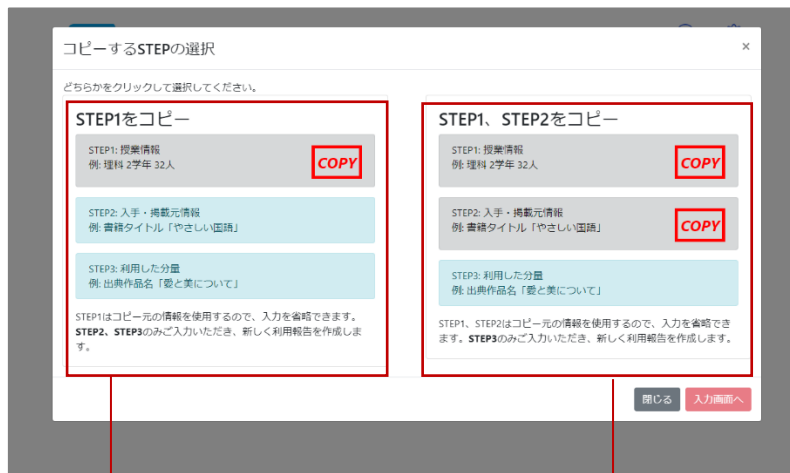 コピーするSTEPの選択
×
どちらかをクリックして選択してください。
STEP1をコピー
STEP1: 授業情報
例: 理科 2学年 32人
COPY
STEP2: 入手・掲載元情報
例: 書籍タイトル「やさしい国語」
STEP3: 利用した分量
例: 出典作品名「愛と美について」
STEP1はコピー元の情報を使用するので、入力を省略できます。
STEP2、STEP3のみご入力いただき、新しく利用報告を作成しま
す。
STEP1、STEP2をコピー
STEP1: 授業情報
例: 理科 2学年 32人
COPY
STEP2: 入手・掲載元情報
例: 書籍タイトル「やさしい国語」
COPY
STEP3: 利用した分量
例: 出典作品名「愛と美について」
STEP1、STEP2はコピー元の情報を使用するので、入力を省略でき
ます。STEP3のみご入力いただき、新しく利用報告を作成します。
閉じる
入力画面へ